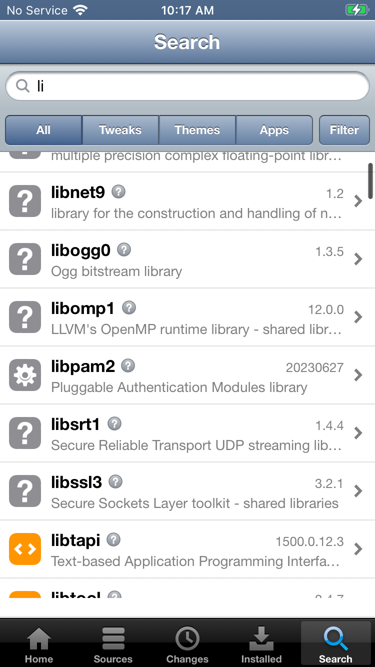 No Service
10:17 AM
Search
li
All
Tweaks
Themes
Apps
Filter
multiple precision complex floating-point libr…
libnet9
1.2
library for the construction and handling of n…
libogg0
1.3.5
Ogg bitstream library
libomp1
12.0.0
LLVM's OpenMP runtime library - shared libr…
libpam2
20230627
Pluggable Authentication Modules library
libsrt1
1.4.4
Secure Reliable Transport UDP streaming lib…
libssl3
3.2.1
Secure Sockets Layer toolkit - shared libraries
libtapi
1500.0.12.3
Text-based Application Programming Interfa…
libtool
2.4.7
Home
Sources
Changes
Installed
Search